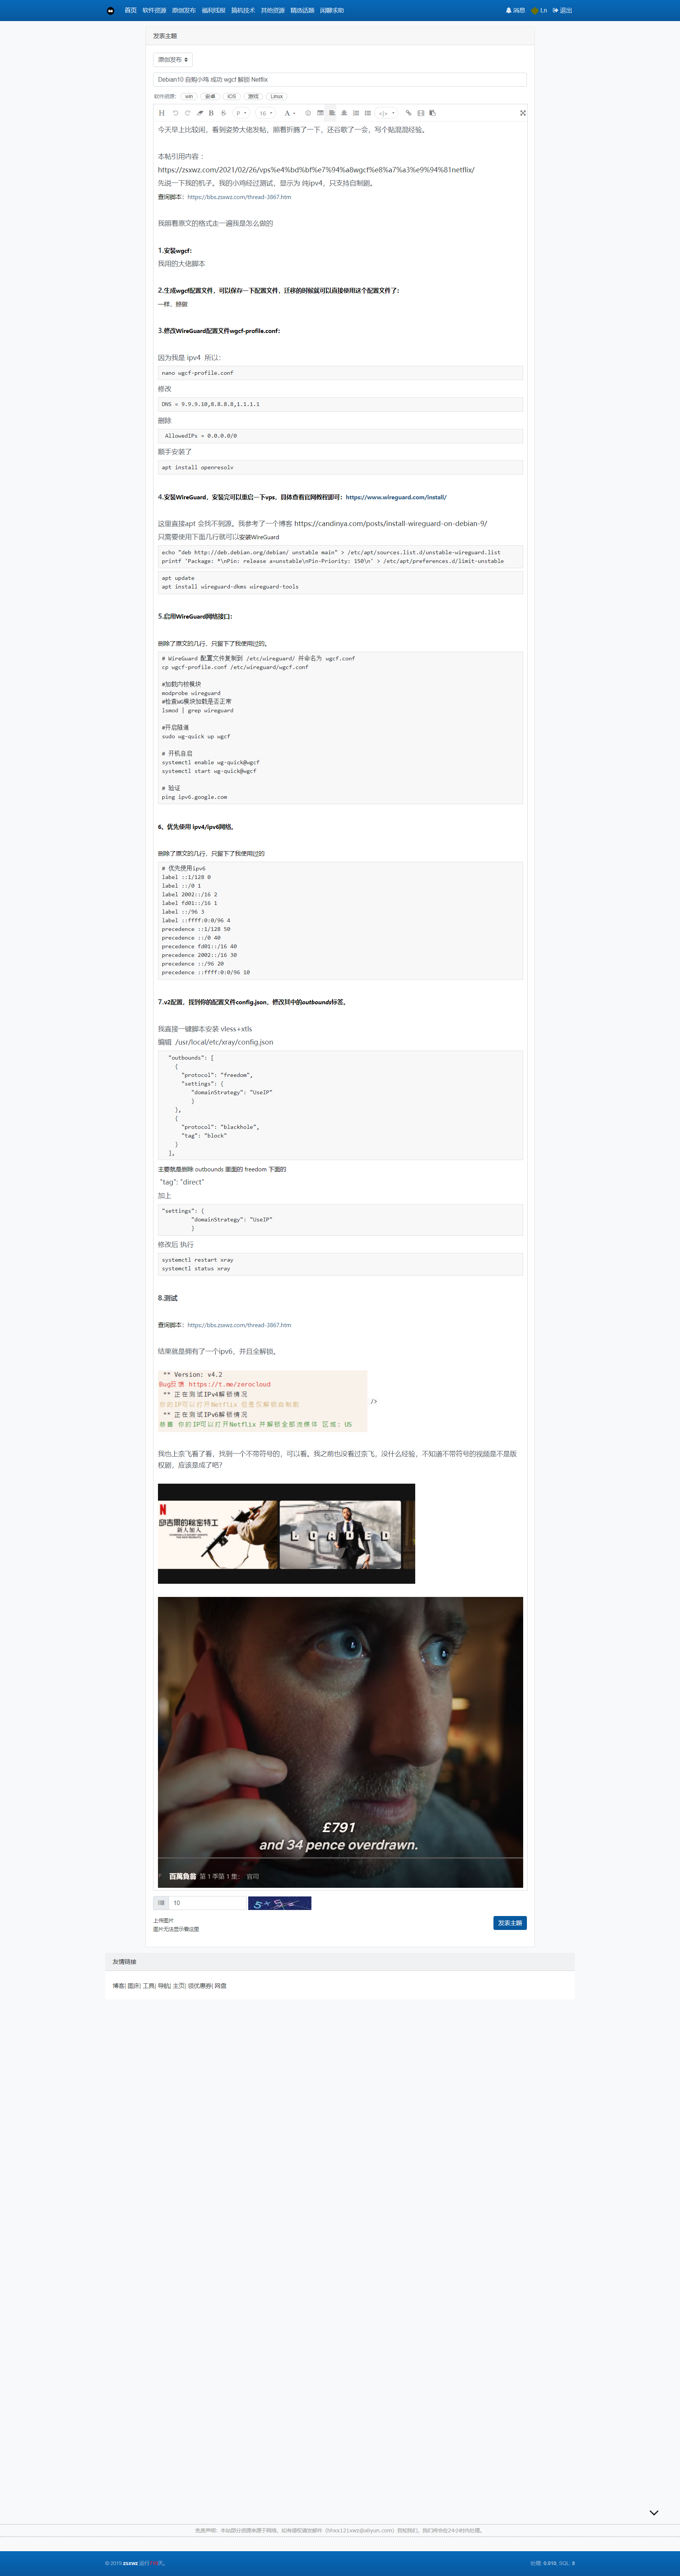 首页 软件资源 原创发布 福利线报 搞机技术 其他资源 精选话题 闲聊求助 消息 Ln 退出
发表主题
原创发布
Debian10 自购小鸡 成功 wgcf 解锁 Netflix
软件资源: win 安卓 iOS 游戏 Linux
今天早上比较闲，看到姿势大佬发帖，照着折腾了一下，还谷歌了一会，写个贴混混经验。
本帖引用内容：
https://zsxwz.com/2021/02/26/vps%e4%bd%bf%e7%94%a8wgcf%e8%a7%a3%e9%94%81netflix/
先说一下我的机子。我的小鸡经过测试，显示为 纯ipv4，只支持自制剧。
查询脚本：https://bbs.zsxwz.com/thread-3867.htm
我照着原文的格式走一遍我是怎么做的
1.安装wgcf：
我用的大佬脚本
2.生成wgcf配置文件，可以保存一下配置文件，迁移的时候就可以直接使用这个配置文件了：
一样，照做
3.修改WireGuard配置文件wgcf-profile.conf：
因为我是 ipv4 所以：
nano wgcf-profile.conf
修改
DNS = 9.9.9.10,8.8.8.8,1.1.1.1
删除
AllowedIPs = 0.0.0.0/0
顺手安装了
apt install openresolv
4.安装WireGuard，安装完可以重启一下vps，具体查看官网教程即可：https://www.wireguard.com/install/
这里直接apt 会找不到源。我参考了一个博客 https://candinya.com/posts/install-wireguard-on-debian-9/
只需要使用下面几行就可以安装WireGuard
echo "deb http://deb.debian.org/debian/ unstable main" > /etc/apt/sources.list.d/unstable-wireguard.list
printf 'Package: *\nPin: release a=unstable\nPin-Priority: 150\n' > /etc/apt/preferences.d/limit-unstable
apt update
apt install wireguard-dkms wireguard-tools
5.启用WireGuard网络接口：
删除了原文的几行，只留下了我使用过的。
# WireGuard 配置文件复制到 /etc/wireguard/ 并命名为 wgcf.conf
cp wgcf-profile.conf /etc/wireguard/wgcf.conf
#加载内核模块
modprobe wireguard
#检查WG模块加载是否正常
lsmod | grep wireguard
#开启隧道
sudo wg-quick up wgcf
# 开机自启
systemctl enable wg-quick@wgcf
systemctl start wg-quick@wgcf
# 验证
ping ipv6.google.com
6、优先使用 ipv4/ipv6网络。
删除了原文的几行，只留下了我使用过的
# 优先使用ipv6
label ::1/128 0
label ::/0 1
label 2002::/16 2
label fd01::/16 1
label ::/96 3
label ::ffff:0:0/96 4
precedence ::1/128 50
precedence ::/0 40
precedence fd01::/16 40
precedence 2002::/16 30
precedence ::/96 20
precedence ::ffff:0:0/96 10
7.v2配置，找到你的配置文件config.json，修改其中的outbounds标签。
我直接一键脚本安装 vless+xtls
编辑 /usr/local/etc/xray/config.json
"outbounds": [
{
"protocol": "freedom",
"settings": {
"domainStrategy": "UseIP"
}
},
{
"protocol": "blackhole",
"tag": "block"
}
],
主要就是删除 outbounds 里面的 freedom 下面的
"tag": "direct"
加上
"settings": {
"domainStrategy": "UseIP"
}
修改后 执行
systemctl restart xray
systemctl status xray
8.测试
查询脚本：https://bbs.zsxwz.com/thread-3867.htm
结果就是拥有了一个ipv6，并且全解锁。
** Version: v4.2
Bug反馈 https://t.me/zerocloud
** 正在测试IPv4解锁情况
你的IP可以打开Netflix 但是仅解锁自制剧
** 正在测试IPv6解锁情况
恭喜 你的IP可以打开Netflix 并解锁全部流媒体 区域: US
/>
我也上奈飞看了看，找到一个不带符号的，可以看。我之前也没看过奈飞，没什么经验，不知道不带符号的视频是不是版
权剧，应该是成了吧?
N
邱吉果的秘密特工
新人加入
LOADED
£791
and 34 pence overdrawn.
百萬負翁 第 1 季第 1 集： 官司
10
5 + 5 =
上传图片
图片无法显示看这里
发表主题
友情链接
博客| 图床| 工具| 导航| 主页| 领优惠券| 网盘
免责声明：本站部分资源来源于网络，如有侵权请发邮件（hhxx131xwz@aliyun.com）告知我们，我们将会在24小时内处理。
© 2019 zsxwz
处理: 0.010, SQL: 8